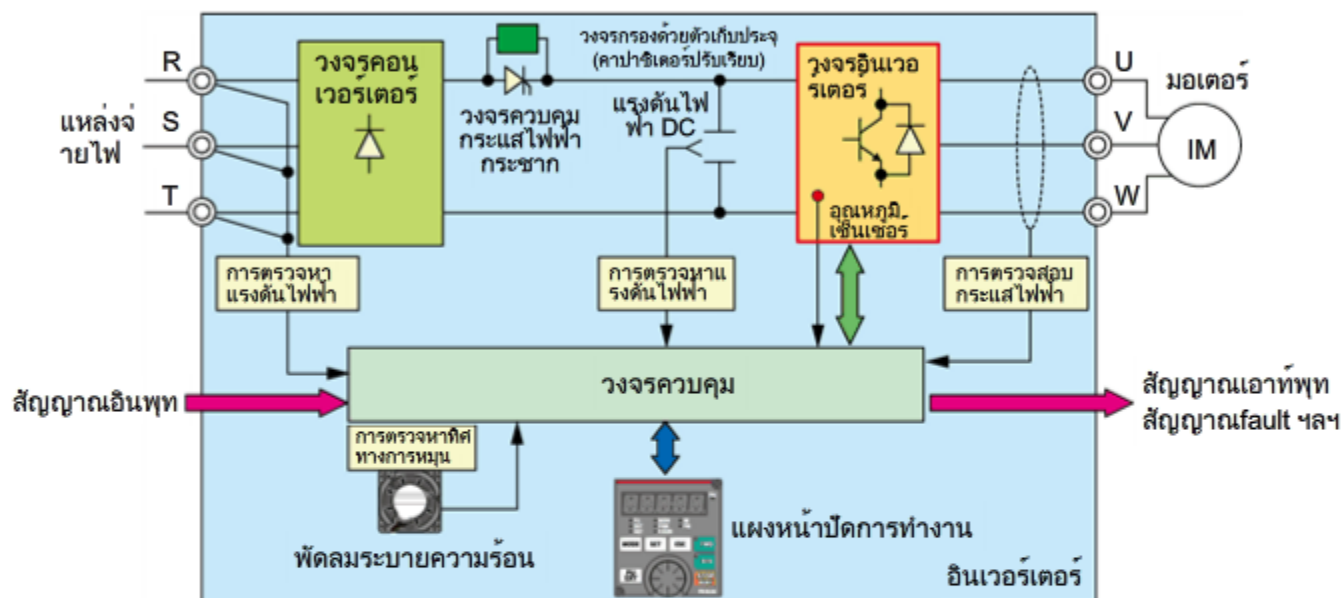 วงจรคอน
เวอร์เตอร์
วงจรกรองด้วยตัวเก็บประจุ
(คาปาซิเตอร์ปรับเรียบ)
วงจรอินเวอ
ร์เตอร์
R
S
T
แหล่งจ่
ายไฟ
วงจรควบคุม
กระแสไฟฟ้า
กระชาก
แรงดันไฟ
ฟ้า DC
U
V
W
มอเตอร์
IM
อุณหภูมิ
เซ็นเซ่อร์
การตรวจหา
แรงดันไฟฟ้า
การตรวจหาแ
รงดันไฟฟ้า
การตรวจสอบ
กระแสไฟฟ้า
วงจรควบคุม
สัญญาณอินพุท
สัญญาณเอาท์พุท
สัญญาณfault ฯลฯ
การตรวจหาทิศ
ทางการหมุน
พัดลมระบายความร้อน
MODE
SET
ESC
แผงหน้าปัดการทำงาน
อินเวอร์เตอร์